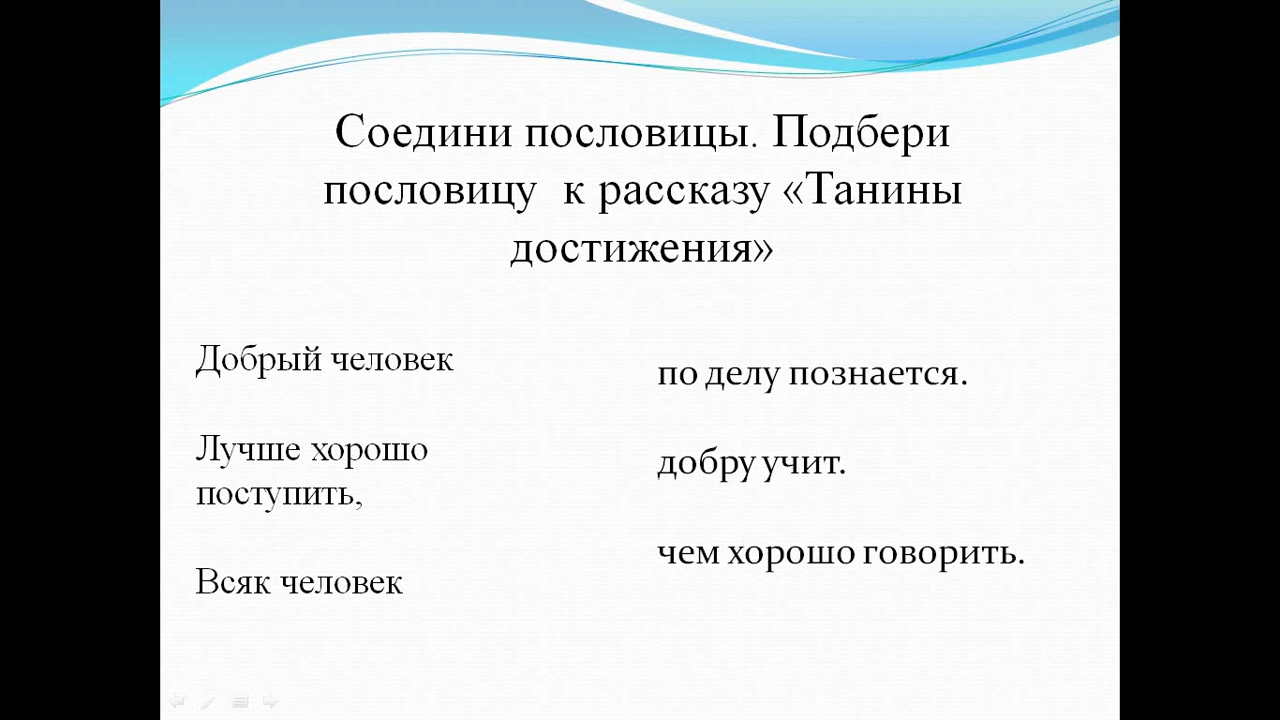 Соедини пословицы. Подбери
пословицу  к рассказу «Танины
достижения»
Добрый человек
Лучше хорошо
поступить,
Всяк человек
по делу познается.
добру учит.
чем хорошо говорить.